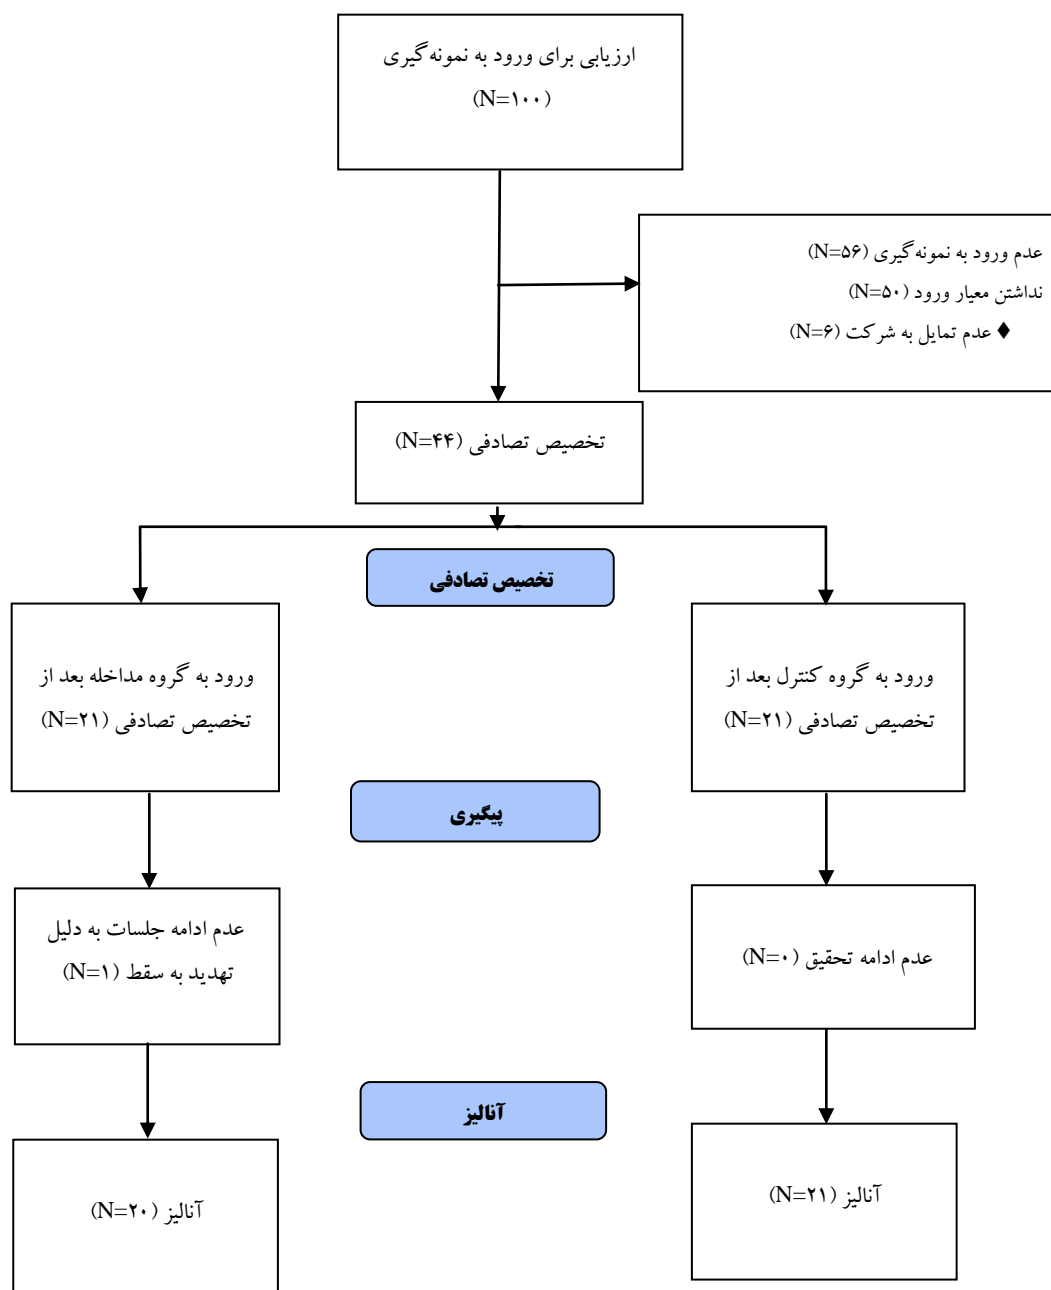 ارزیابی برای ورود به نمونه‌گیری
(N=۱۰۰)
عدم ورود به نمونه‌گیری (N=۵۶)
نداشتن معیار ورود (N=۵۰)
♦ عدم تمایل به شرکت (N=۶)
تخصیص تصادفی (N=۴۴)
تخصیص تصادفی
ورود به گروه کنترل بعد از
تخصیص تصادفی (N=۲۱)
ورود به گروه مداخله بعد از
تخصیص تصادفی (N=۲۱)
پیگیری
عدم ادامه تحقیق (N=۰)
عدم ادامه جلسات به دلیل
تهدید به سقط (N=۱)
آنالیز
آنالیز (N=۲۱)
آنالیز (N=۲۰)